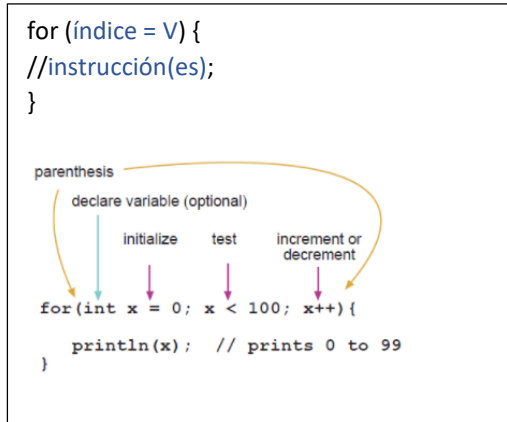 for (índice = V) {
//instrucción(es);
}
parenthesis
declare variable (optional)
initialize test increment or
decrement
for(int x = 0; x < 100; x++){
println(x); // prints 0 to 99
}